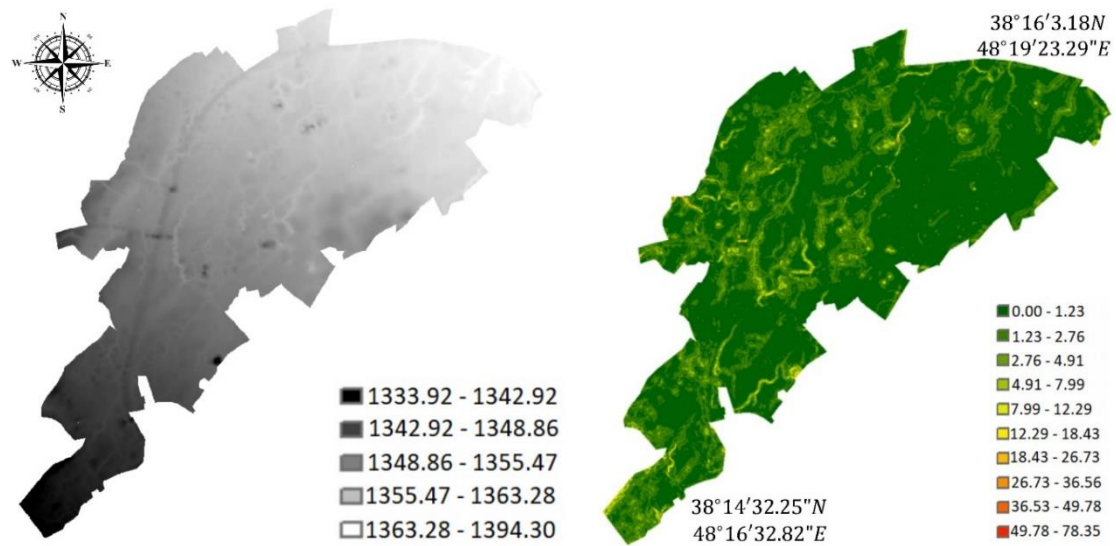 N
W E
S
1333.92 - 1342.92
1342.92 - 1348.86
1348.86 - 1355.47
1355.47 - 1363.28
1363.28 - 1394.30
38°16′3.18N
48°19′23.29"E
0.00 - 1.23
1.23 - 2.76
2.76 - 4.91
4.91 - 7.99
7.99 - 12.29
12.29 - 18.43
18.43 - 26.73
26.73 - 36.56
36.53 - 49.78
49.78 - 78.35
38°14′32.25"N
48°16′32.82"E